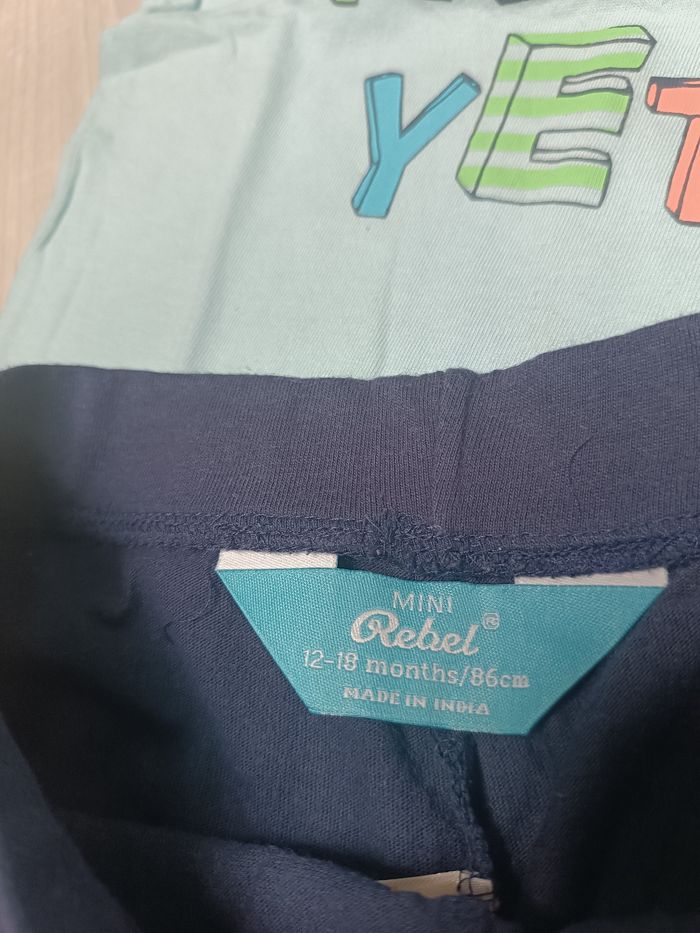 YET
MINI
Rebel®
12-18 months/86cm
MADE IN INDIA